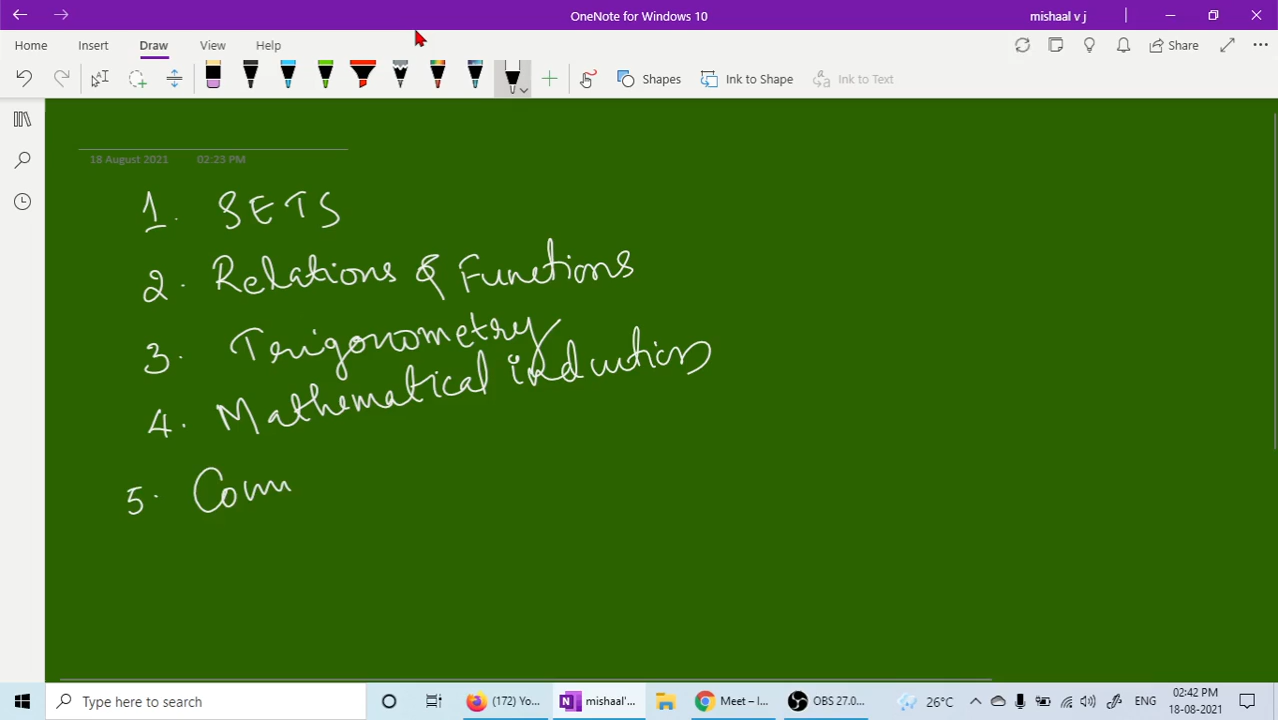 OneNote for Windows 10
mishaal v j
Home Insert Draw View Help
Share
Shapes Ink to Shape Ink to Text
18 August 2021 02:23 PM
1. SETS
2. Relations & Functions
3. Trigonometry
4. Mathematical induction
5.
Type here to search
(172) Yo...
mishaal'...
Meet – I...
OBS 27.0...
26°C
ENG
02:42 PM
18-08-2021